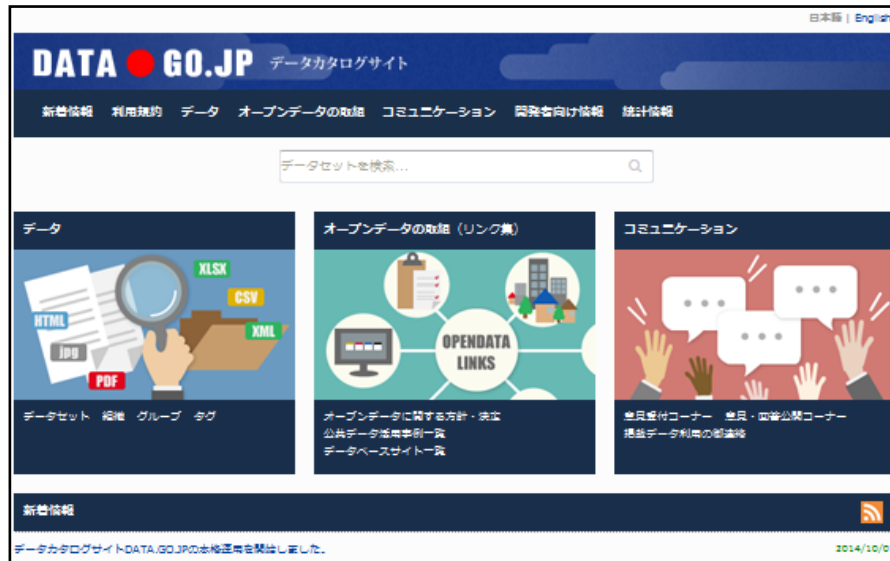 日本語 | English
DATA GO.JP データカタログサイト
新着情報 利用規約 データ オープンデータの取組 コミュニケーション 開発者向け情報 統計情報
データセットを検索...
データ
オープンデータの取組（リンク集）
コミュニケーション
XLSX
CSV
HTML
XML
jpg
PDF
OPENDATA
LINKS
データセット 組織 グループ タグ
オープンデータに関する方針・決定
公共データ活用事例一覧
データベースサイト一覧
意見受付コーナー 意見・回答公開コーナー
掲載データ利用の御連絡
新着情報
データカタログサイトDATA.GO.JPの本格運用を開始しました。
2014/10/0